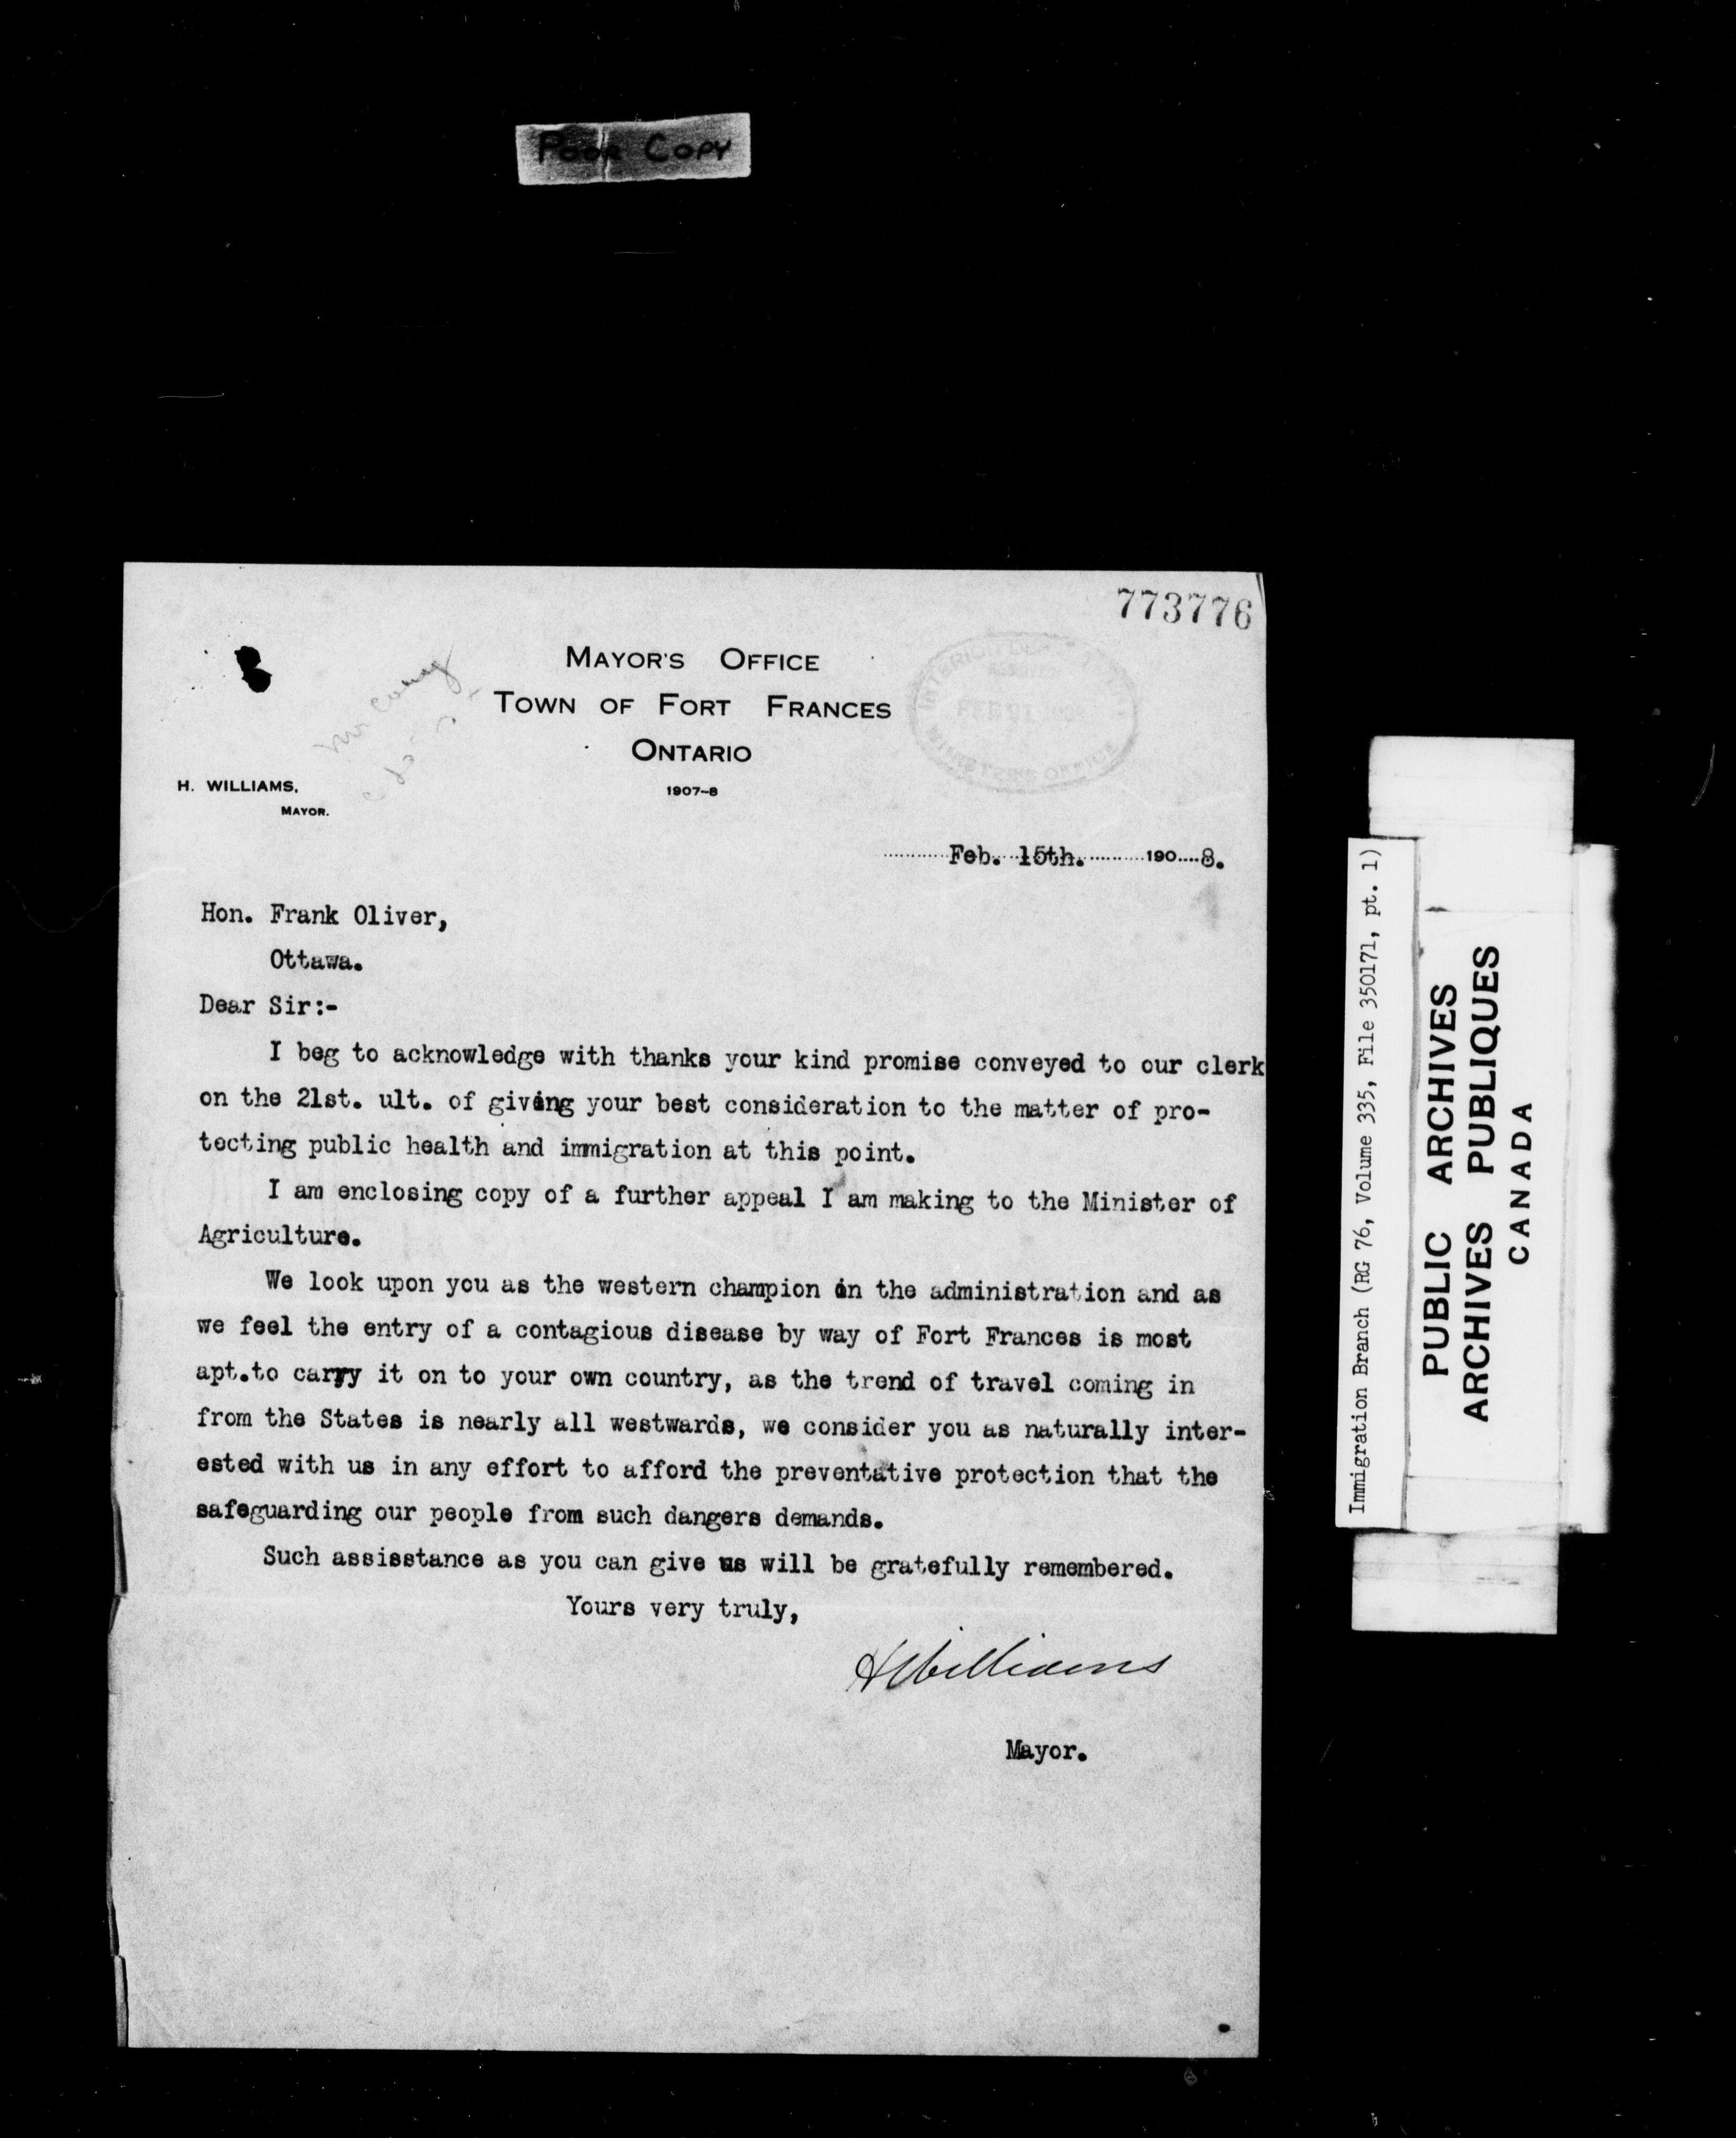 Poor Copy
773776
MAYOR'S OFFICE
TOWN OF FORT FRANCES
ONTARIO
1907-8
H. WILLIAMS,
MAYOR.
INTERIOR
FEB 21 1908
MINISTER'S OFFICE
Feb. 15th. 190....8.
Hon. Frank Oliver,
Ottawa.
Dear Sir:-
I beg to acknowledge with thanks your kind promise conveyed to our clerk
on the 21st. ult. of giving your best consideration to the matter of pro-
tecting public health and immigration at this point.
I am enclosing copy of a further appeal I am making to the Minister of
Agriculture.
We look upon you as the western champion in the administration and as
we feel the entry of a contagious disease by way of Fort Frances is most
apt.to carry it on to your own country, as the trend of travel coming in
from the States is nearly all westwards, we consider you as naturally inter-
ested with us in any effort to afford the preventative protection that the
safeguarding our people from such dangers demands.
Such assisstance as you can give us will be gratefully remembered.
Yours very truly,
H Williams
Mayor.
Immigration Branch (RG 76, Volume 335, File 350171, pt. 1)
PUBLIC ARCHIVES
ARCHIVES PUBLIQUES
CANADA